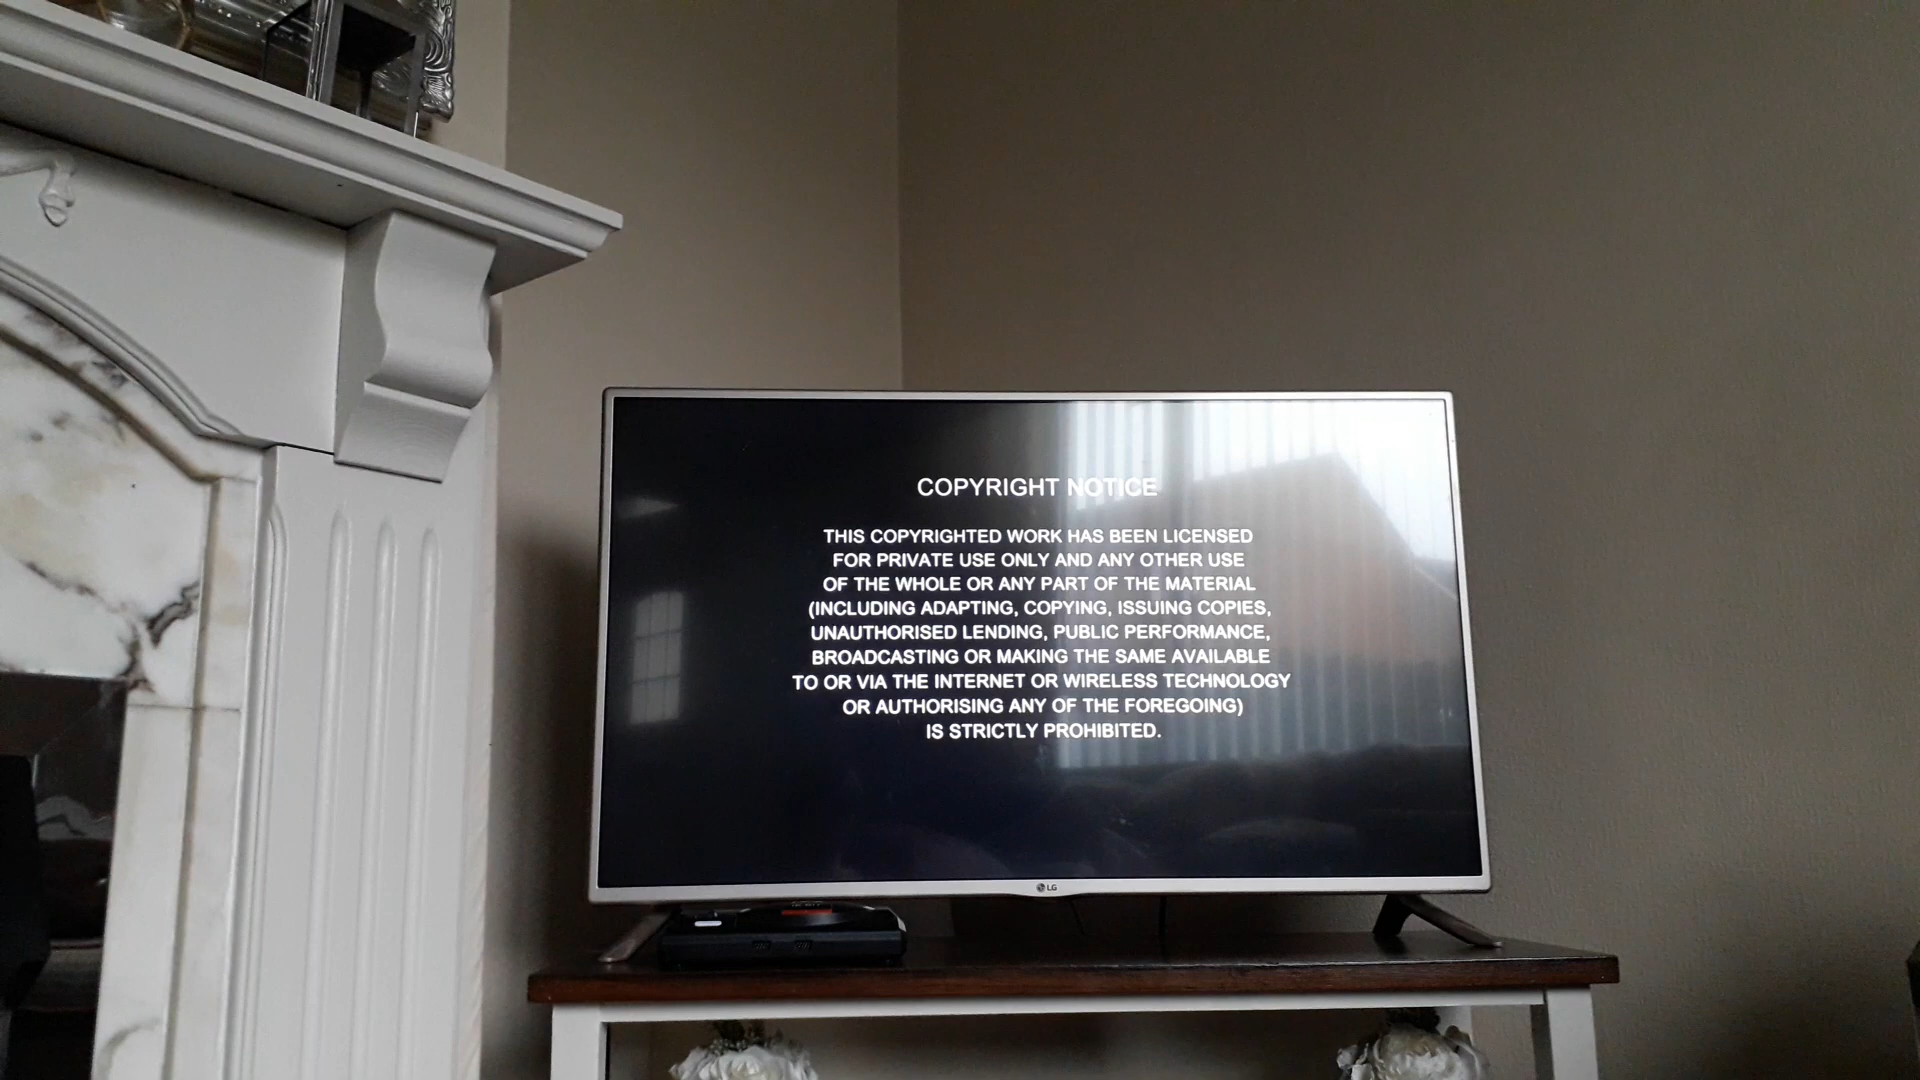 COPYRIGHT NOTICE
THIS COPYRIGHTED WORK HAS BEEN LICENSED
FOR PRIVATE USE ONLY AND ANY OTHER USE
OF THE WHOLE OR ANY PART OF THE MATERIAL
(INCLUDING ADAPTING, COPYING, ISSUING COPIES,
UNAUTHORISED LENDING, PUBLIC PERFORMANCE,
BROADCASTING OR MAKING THE SAME AVAILABLE
TO OR VIA THE INTERNET OR WIRELESS TECHNOLOGY
OR AUTHORISING ANY OF THE FOREGOING)
IS STRICTLY PROHIBITED.
LG